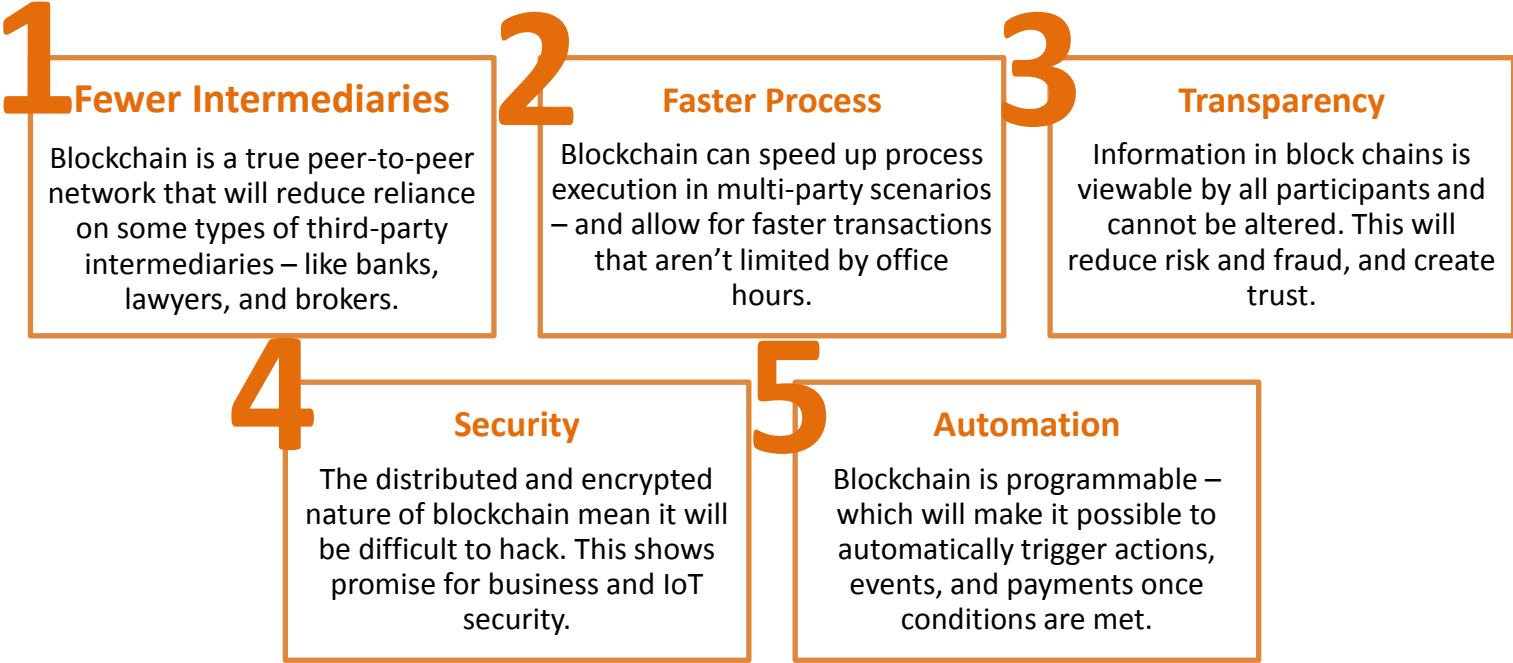 1
Fewer Intermediaries
Blockchain is a true peer-to-peer
network that will reduce reliance
on some types of third-party
intermediaries – like banks,
lawyers, and brokers.
2
Faster Process
Blockchain can speed up process
execution in multi-party scenarios
– and allow for faster transactions
that aren’t limited by office
hours.
3
Transparency
Information in block chains is
viewable by all participants and
cannot be altered. This will
reduce risk and fraud, and create
trust.
4
Security
The distributed and encrypted
nature of blockchain mean it will
be difficult to hack. This shows
promise for business and IoT
security.
5
Automation
Blockchain is programmable –
which will make it possible to
automatically trigger actions,
events, and payments once
conditions are met.